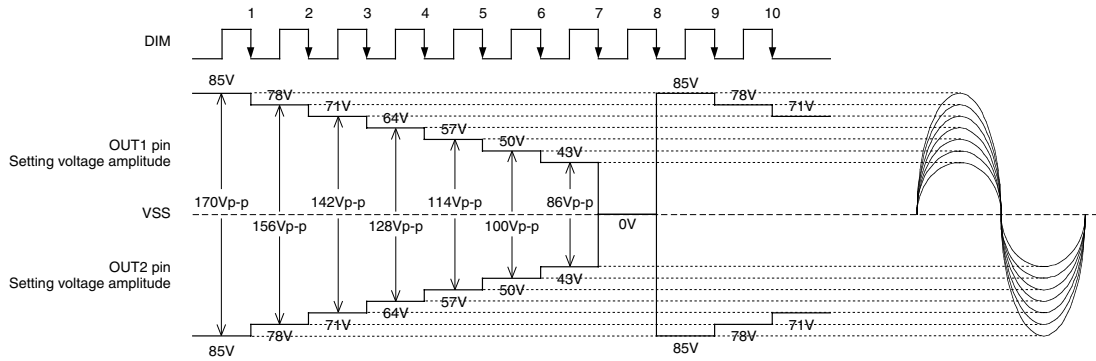 1 2 3 4 5 6 7 8 9 10
DIM
85V 78V 71V 64V 57V 50V 43V 85V 78V 71V
OUT1 pin
Setting voltage amplitude
170Vp-p 142Vp-p 114Vp-p 86Vp-p
VSS
156Vp-p 128Vp-p 100Vp-p 0V
OUT2 pin
Setting voltage amplitude
85V 78V 71V 64V 57V 50V 43V 85V 78V 71V